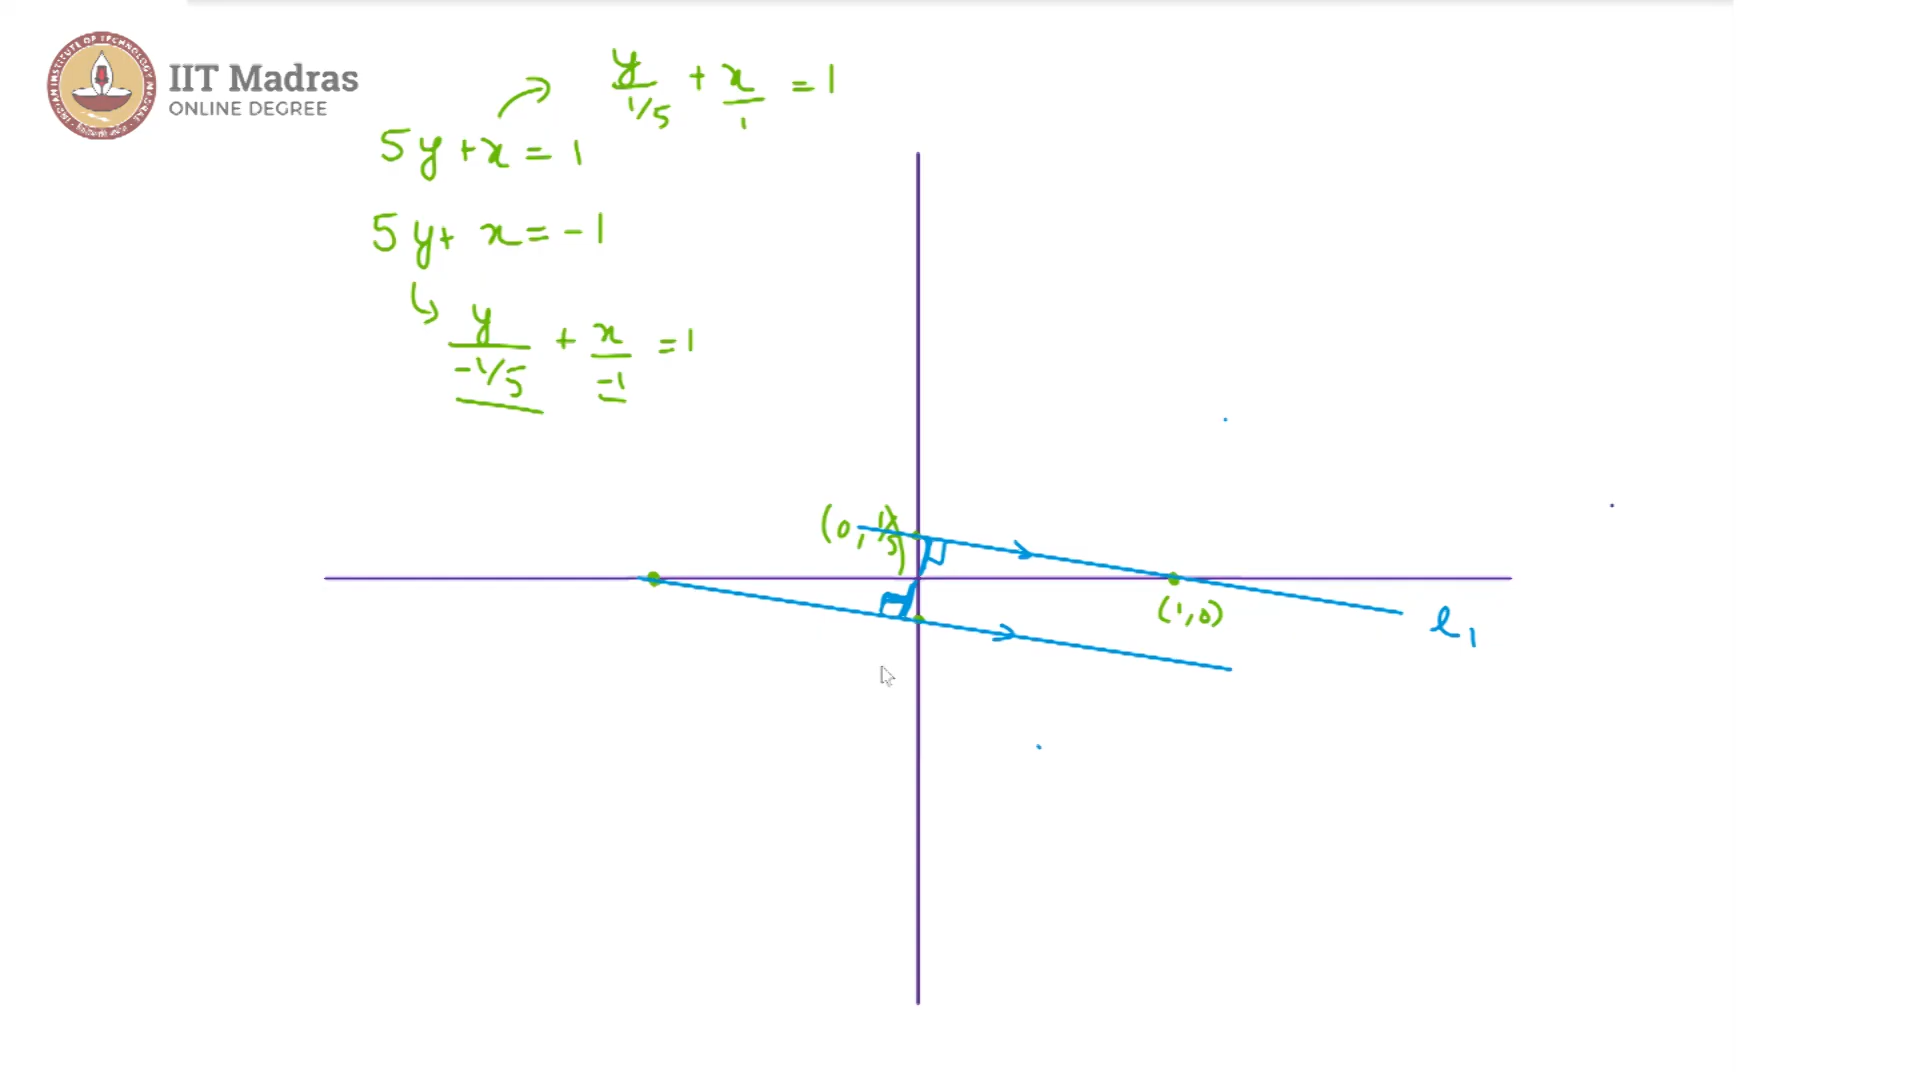 IIT Madras
ONLINE DEGREE
y/(1/5) + x/1 = 1
5y + x = 1
5y + x = -1
y/(-1/5) + x/(-1) = 1
(0, 1/5)
(1,0)
l1